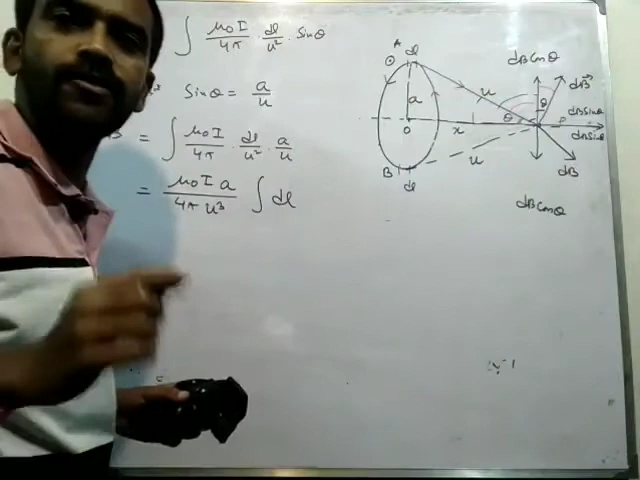 ∫ μ₀I/4π · dl/u² · Sinθ
Sinθ = a/u
= ∫ μ₀I/4π · dl/u² · a/u
= μ₀Ia/4πu³ ∫ dl
A dl
a
O
B dl
x
u
u
θ
θ
dBCosθ
dB⃗
dBSinθ
dBSinθ
dB
dBCosθ